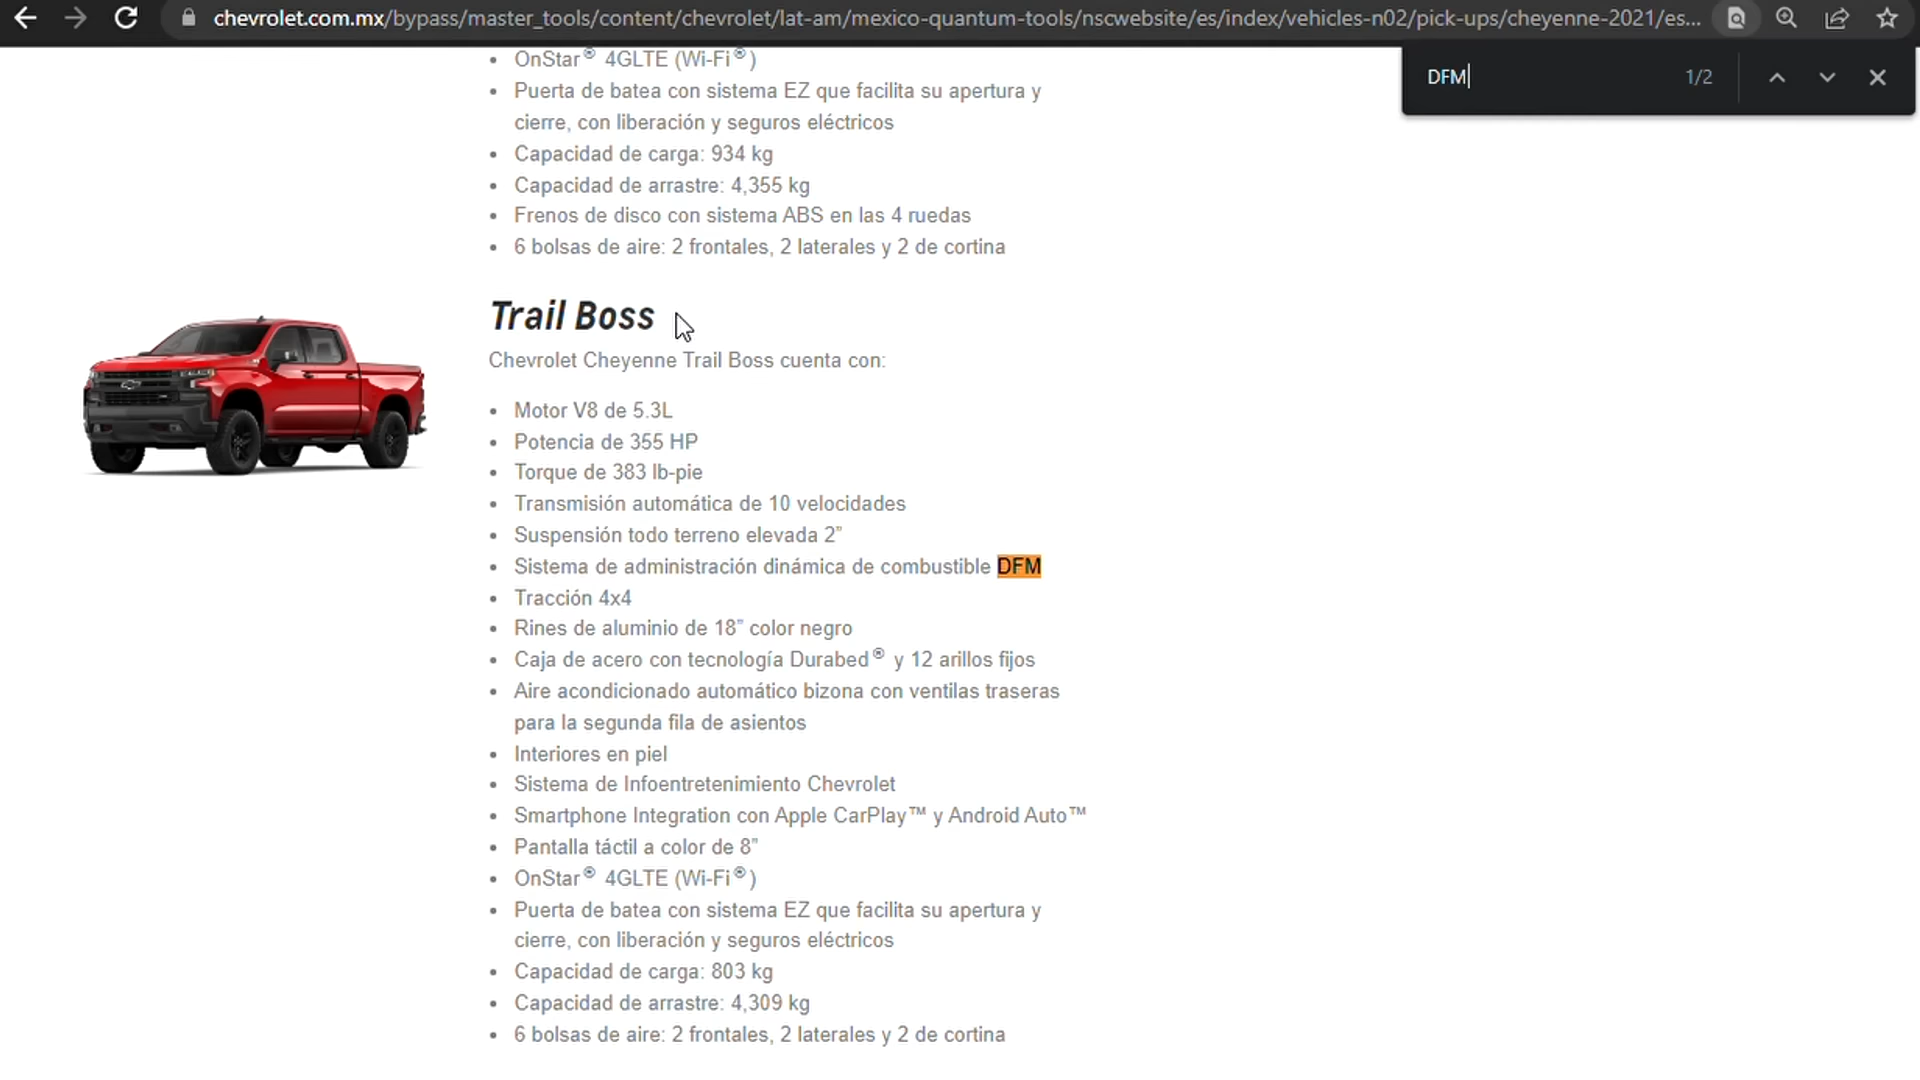 chevrolet.com.mx/bypass/master_tools/content/chevrolet/lat-am/mexico-quantum-tools/nscwebsite/es/index/vehicles-n02/pick-ups/cheyenne-2021/es...
DFM
1/2
• OnStar® 4GLTE (Wi-Fi®)
• Puerta de batea con sistema EZ que facilita su apertura y
cierre, con liberación y seguros eléctricos
• Capacidad de carga: 934 kg
• Capacidad de arrastre: 4,355 kg
• Frenos de disco con sistema ABS en las 4 ruedas
• 6 bolsas de aire: 2 frontales, 2 laterales y 2 de cortina
Trail Boss
Chevrolet Cheyenne Trail Boss cuenta con:
• Motor V8 de 5.3L
• Potencia de 355 HP
• Torque de 383 lb-pie
• Transmisión automática de 10 velocidades
• Suspensión todo terreno elevada 2”
• Sistema de administración dinámica de combustible DFM
• Tracción 4x4
• Rines de aluminio de 18” color negro
• Caja de acero con tecnología Durabed® y 12 arillos fijos
• Aire acondicionado automático bizona con ventilas traseras
para la segunda fila de asientos
• Interiores en piel
• Sistema de Infoentretenimiento Chevrolet
• Smartphone Integration con Apple CarPlay™ y Android Auto™
• Pantalla táctil a color de 8”
• OnStar® 4GLTE (Wi-Fi®)
• Puerta de batea con sistema EZ que facilita su apertura y
cierre, con liberación y seguros eléctricos
• Capacidad de carga: 803 kg
• Capacidad de arrastre: 4,309 kg
• 6 bolsas de aire: 2 frontales, 2 laterales y 2 de cortina